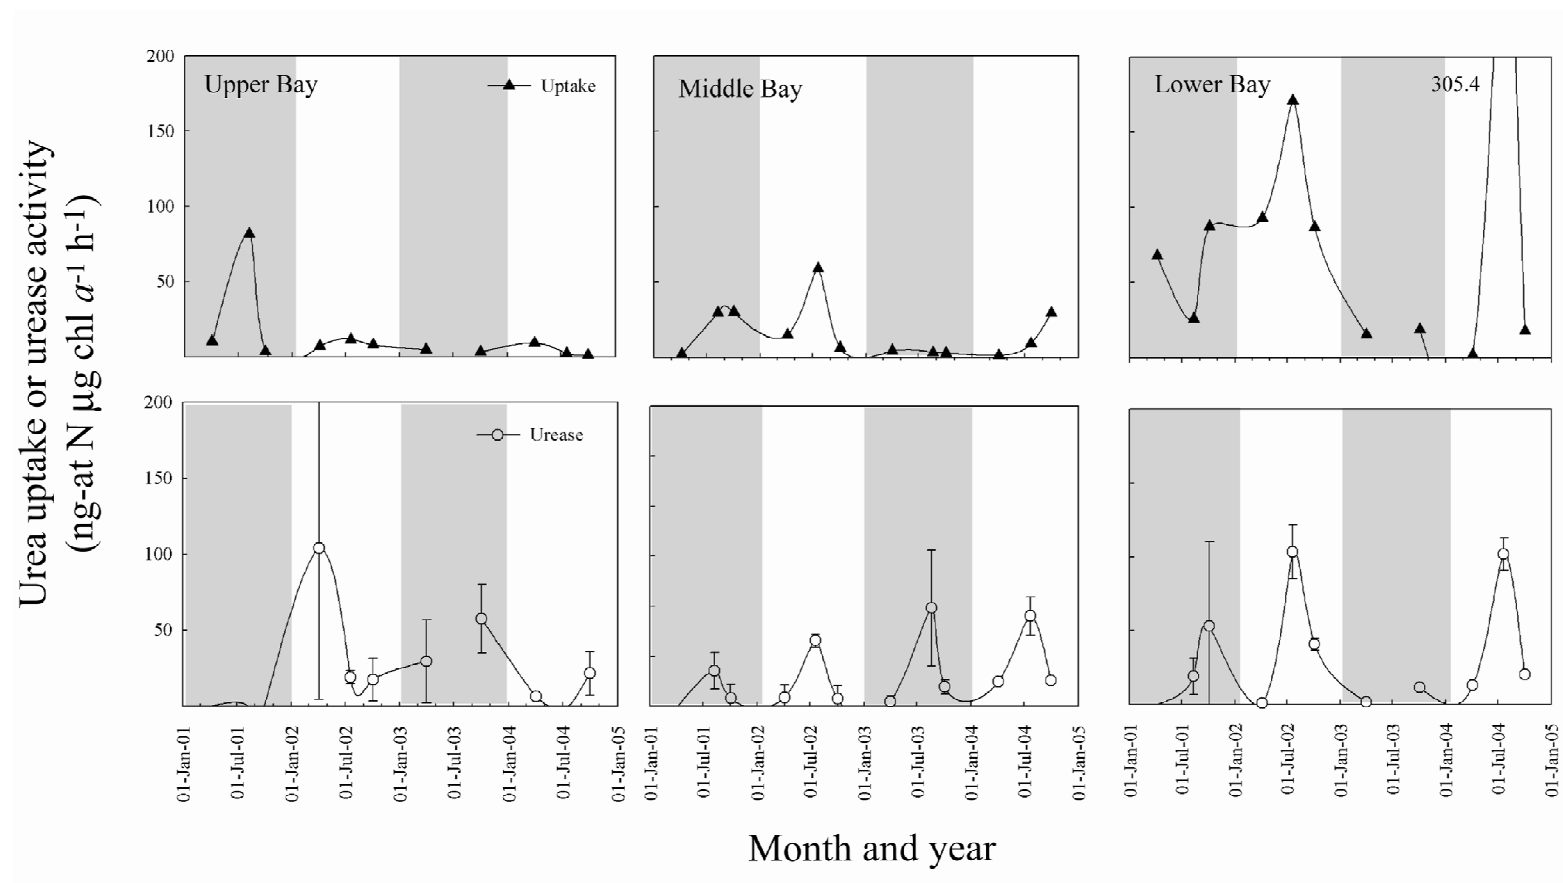 Urea uptake or urease activity
(ng-at N µg chl a⁻¹ h⁻¹)
200
150
100
50
Upper Bay
Uptake
Middle Bay
Lower Bay
305.4
200
150
100
50
Urease
01-Jan-01
01-Jul-01
01-Jan-02
01-Jul-02
01-Jan-03
01-Jul-03
01-Jan-04
01-Jul-04
01-Jan-05
01-Jan-01
01-Jul-01
01-Jan-02
01-Jul-02
01-Jan-03
01-Jul-03
01-Jan-04
01-Jul-04
01-Jan-05
01-Jan-01
01-Jul-01
01-Jan-02
01-Jul-02
01-Jan-03
01-Jul-03
01-Jan-04
01-Jul-04
01-Jan-05
Month and year